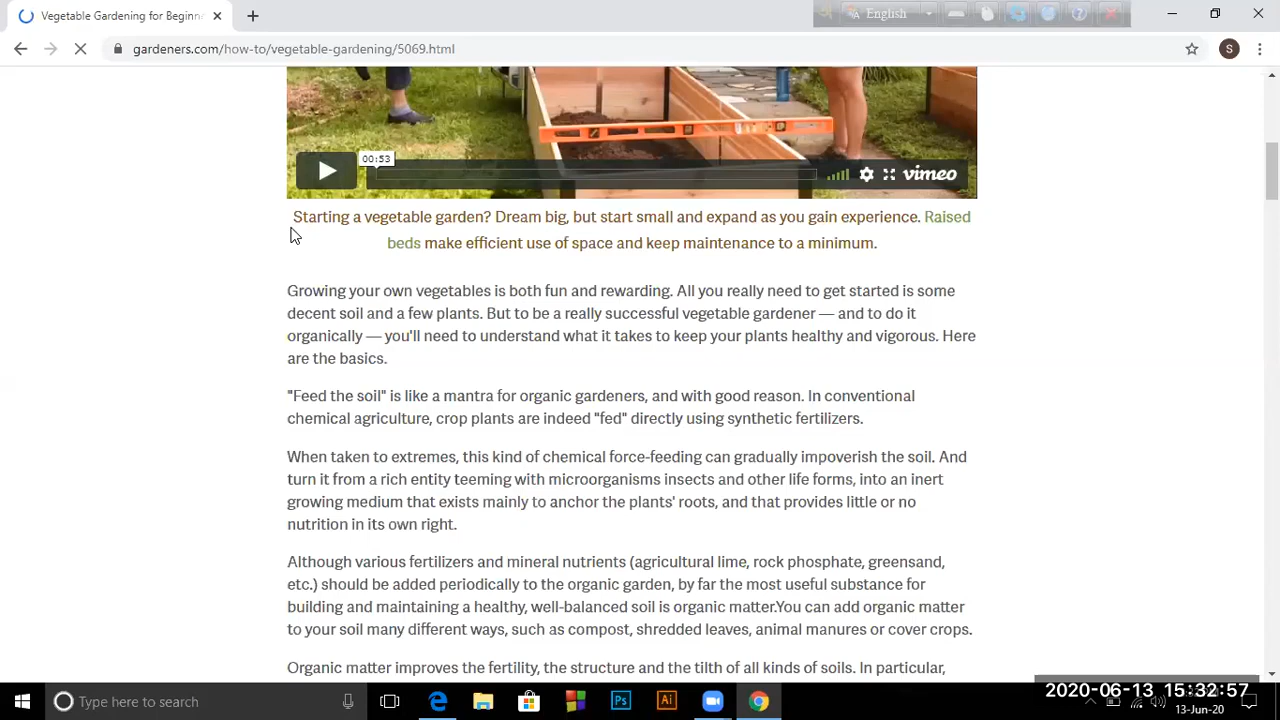 Vegetable Gardening for Beginn
English
gardeners.com/how-to/vegetable-gardening/5069.html
S
00:53
vimeo
Starting a vegetable garden? Dream big, but start small and expand as you gain experience. Raised
beds make efficient use of space and keep maintenance to a minimum.
Growing your own vegetables is both fun and rewarding. All you really need to get started is some
decent soil and a few plants. But to be a really successful vegetable gardener — and to do it
organically — you'll need to understand what it takes to keep your plants healthy and vigorous. Here
are the basics.
"Feed the soil" is like a mantra for organic gardeners, and with good reason. In conventional
chemical agriculture, crop plants are indeed "fed" directly using synthetic fertilizers.
When taken to extremes, this kind of chemical force-feeding can gradually impoverish the soil. And
turn it from a rich entity teeming with microorganisms insects and other life forms, into an inert
growing medium that exists mainly to anchor the plants' roots, and that provides little or no
nutrition in its own right.
Although various fertilizers and mineral nutrients (agricultural lime, rock phosphate, greensand,
etc.) should be added periodically to the organic garden, by far the most useful substance for
building and maintaining a healthy, well-balanced soil is organic matter.You can add organic matter
to your soil many different ways, such as compost, shredded leaves, animal manures or cover crops.
Organic matter improves the fertility, the structure and the tilth of all kinds of soils. In particular,
Type here to search
Ps
Ai
2020-06-13 15:32:57
13-Jun-20